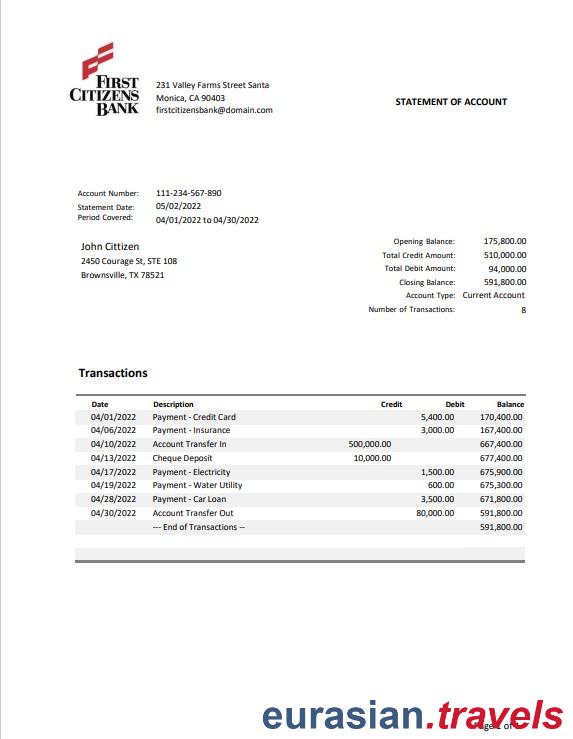 FIRST
CITIZENS
BANK
231 Valley Farms Street Santa
Monica, CA 90403
firstcitizensbank@domain.com
STATEMENT OF ACCOUNT
Account Number: 111-234-567-890
Statement Date: 05/02/2022
Period Covered: 04/01/2022 to 04/30/2022
John Cittizen
2450 Courage St, STE 108
Brownsville, TX 78521
Opening Balance: 175,800.00
Total Credit Amount: 510,000.00
Total Debit Amount: 94,000.00
Closing Balance: 591,800.00
Account Type: Current Account
Number of Transactions: 8
Transactions
Date Description Credit Debit Balance
04/01/2022 Payment - Credit Card 5,400.00 170,400.00
04/06/2022 Payment - Insurance 3,000.00 167,400.00
04/10/2022 Account Transfer In 500,000.00 667,400.00
04/13/2022 Cheque Deposit 10,000.00 677,400.00
04/17/2022 Payment - Electricity 1,500.00 675,900.00
04/19/2022 Payment - Water Utility 600.00 675,300.00
04/28/2022 Payment - Car Loan 3,500.00 671,800.00
04/30/2022 Account Transfer Out 80,000.00 591,800.00
--- End of Transactions -- 591,800.00
eurasian.travels